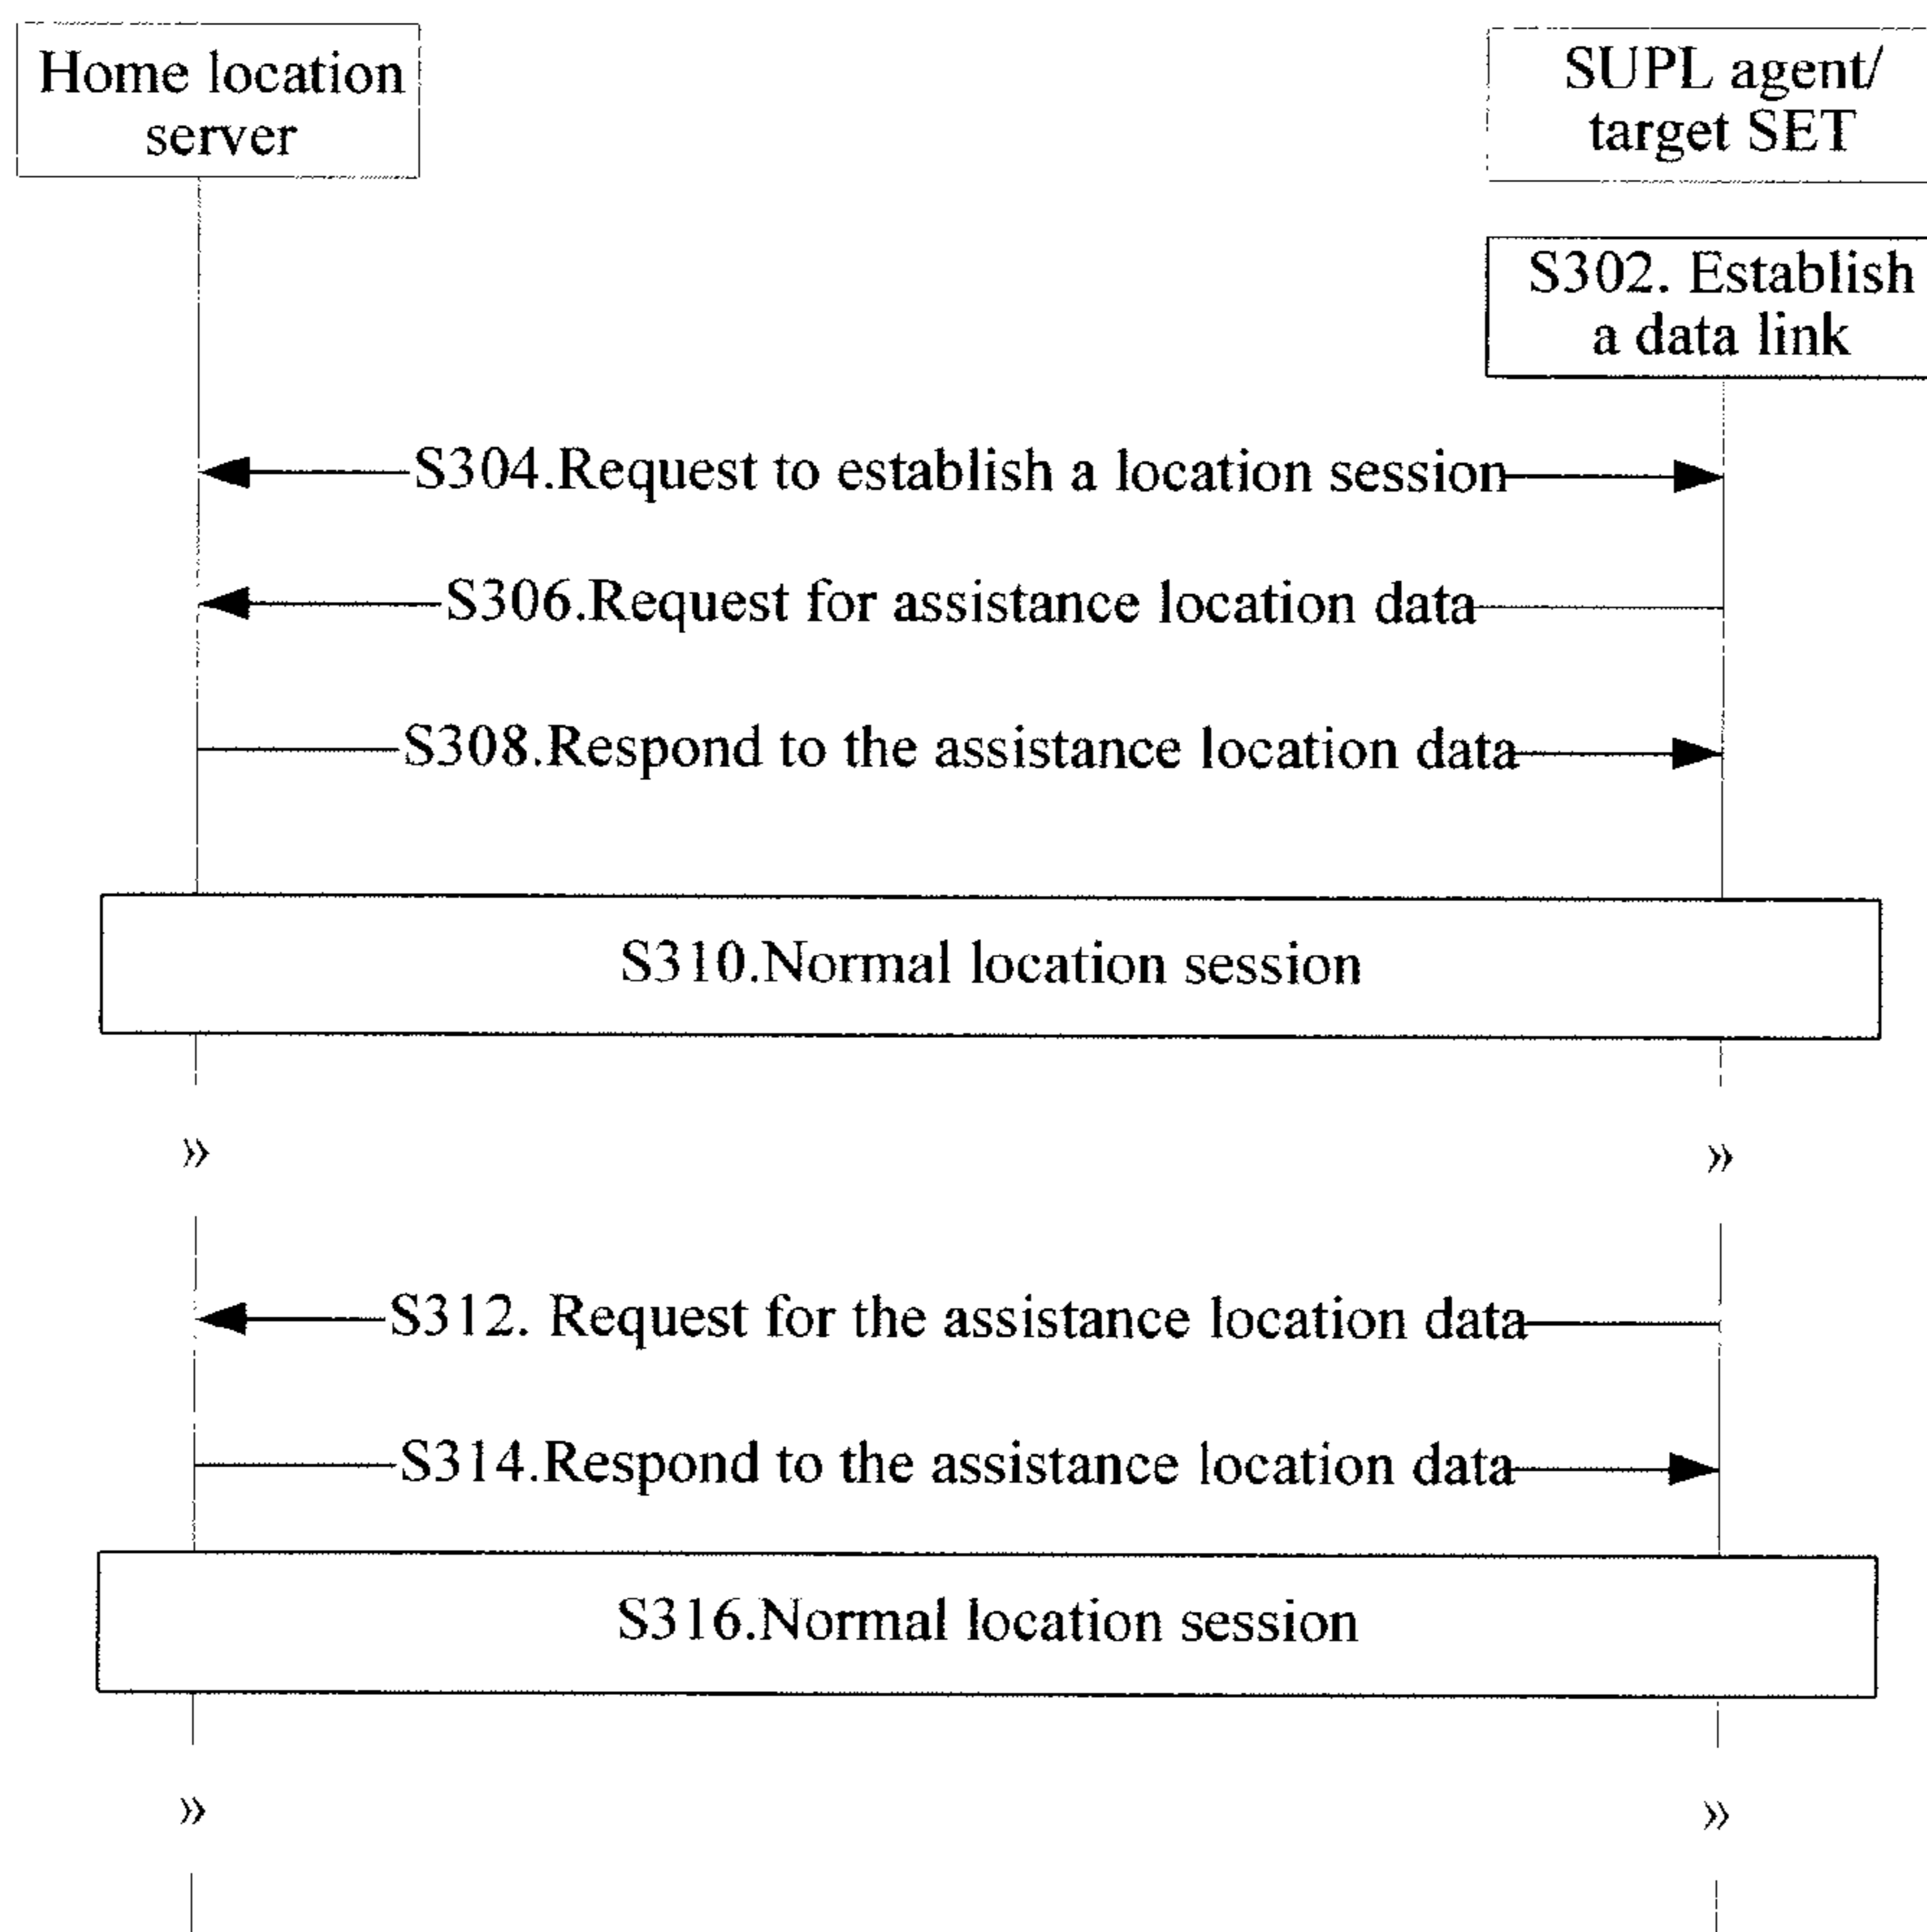 Home location
server
SUPL agent/
target SET
S302. Establish
a data link
S304.Request to establish a location session
S306.Request for assistance location data
S308.Respond to the assistance location data
S310.Normal location session
»
»
S312. Request for the assistance location data
S314.Respond to the assistance location data
S316.Normal location session
»
»